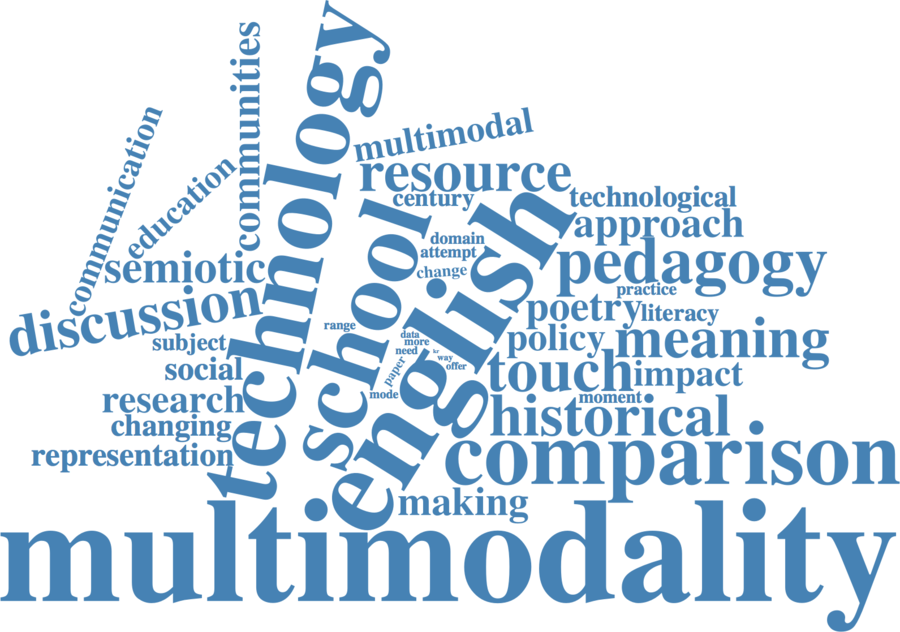 communities
technology
communication
multimodal
education
resource
century
technological
school
english
approach
domain
attempt
semiotic
change
pedagogy
practice
discussion
poetry
literacy
range
data
subject
more
policy
meaning
need
way
offer
social
paper
touch
impact
mode
moment
research
historical
changing
representation
comparison
making
multimodality